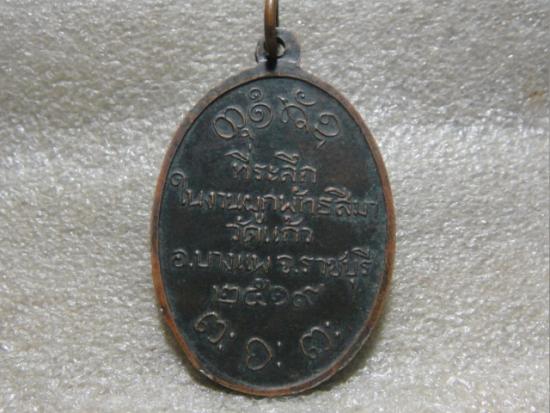 ที่ระลึก
ในงานผูกพัทธสีมา
วัดแก้ว
อ.บางแพ จ.ราชบุรี
๒๕๑๙